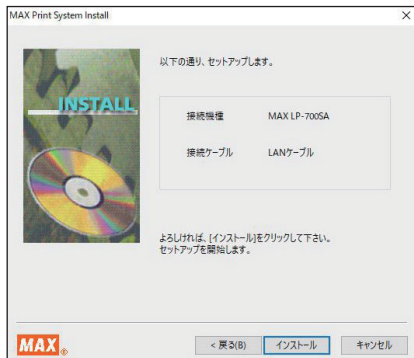 MAX Print System Install
INSTALL
以下の通り、セットアップします。
接続機種 MAX LP-700SA
接続ケーブル LANケーブル
よろしければ、[インストール]をクリックして下さい。
セットアップを開始します。
MAX®
< 戻る(B) インストール キャンセル